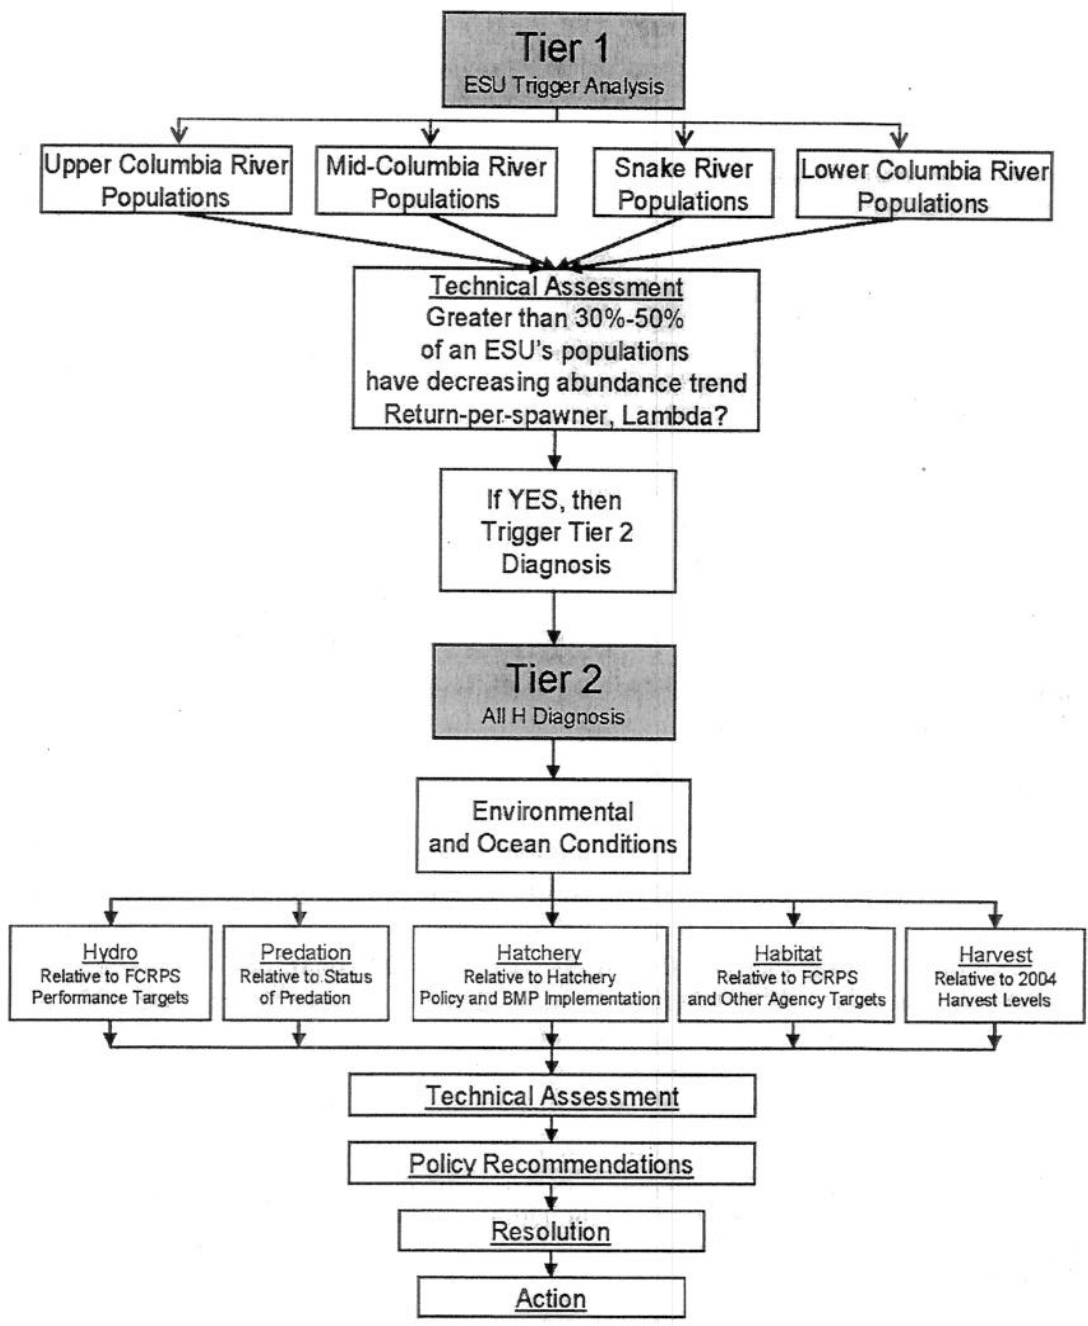 Tier 1
ESU Trigger Analysis
Upper Columbia River
Populations
Mid-Columbia River
Populations
Snake River
Populations
Lower Columbia River
Populations
Technical Assessment
Greater than 30%-50%
of an ESU's populations
have decreasing abundance trend
Return-per-spawner, Lambda?
If YES, then
Trigger Tier 2
Diagnosis
Tier 2
All H Diagnosis
Environmental
and Ocean Conditions
Hydro
Relative to FCRPS
Performance Targets
Predation
Relative to Status
of Predation
Hatchery
Relative to Hatchery
Policy and BMP Implementation
Habitat
Relative to FCRPS
and Other Agency Targets
Harvest
Relative to 2004
Harvest Levels
Technical Assessment
Policy Recommendations
Resolution
Action